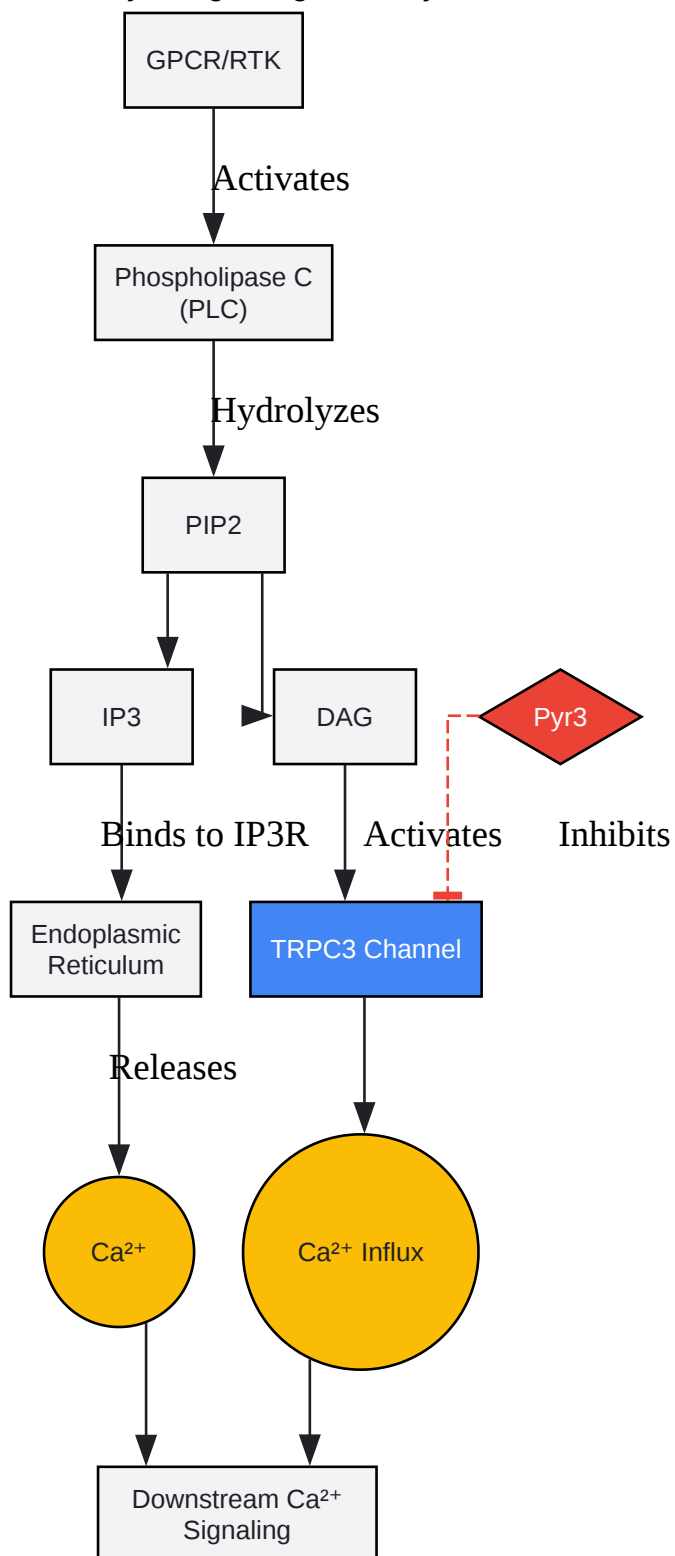 GPCR/RTK
Activates
Phospholipase C
(PLC)
Hydrolyzes
PIP2
IP3
DAG
Pyr3
Binds to IP3R
Activates
Inhibits
Endoplasmic
Reticulum
TRPC3 Channel
Releases
Ca²⁺
Ca²⁺ Influx
Downstream Ca²⁺
Signaling